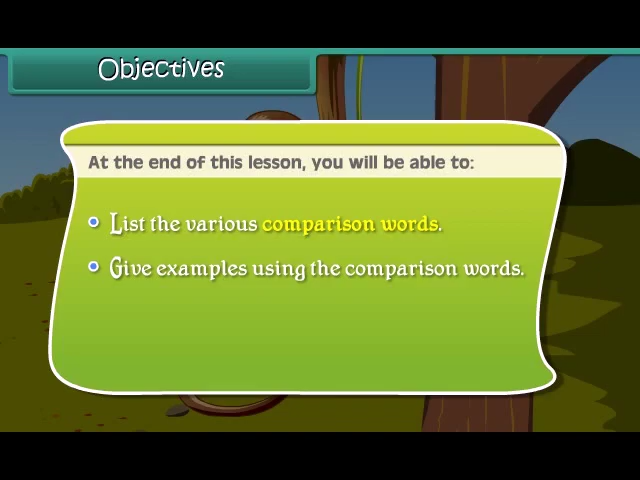 Objectives
At the end of this lesson, you will be able to:
List the various comparison words.
Give examples using the comparison words.